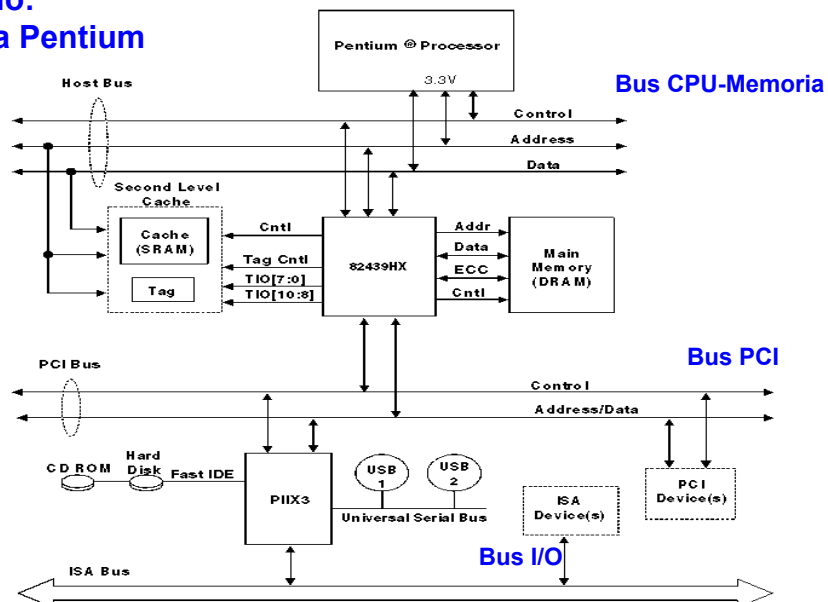 a Pentium
Pentium ® Processor
3.3V
Host Bus
Bus CPU-Memoria
Control
Address
Data
Second Level
Cache
Cache
(SRAM)
Tag
Cntl
Tag Cntl
TIO[7:0]
TIO[10:8]
82439HX
Addr
Data
ECC
Cntl
Main
Memory
(DRAM)
Bus PCI
PCI Bus
Control
Address/Data
CD ROM
Hard
Disk
Fast IDE
PIIX3
USB
1
USB
2
Universal Serial Bus
ISA
Device(s)
PCI
Device(s)
Bus I/O
ISA Bus